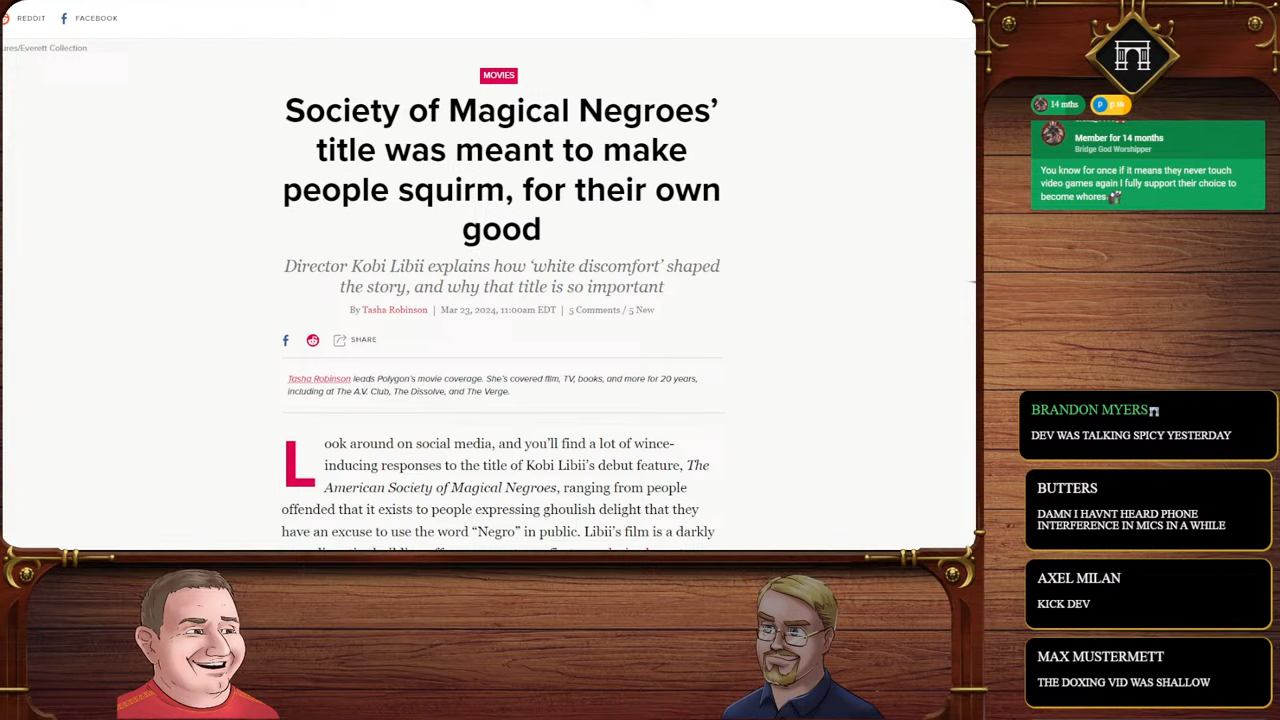 REDDIT FACEBOOK
ures/Everett Collection
MOVIES
Society of Magical Negroes’
title was meant to make
people squirm, for their own
good
Director Kobi Libii explains how ‘white discomfort’ shaped
the story, and why that title is so important
By Tasha Robinson | Mar 23, 2024, 11:00am EDT | 5 Comments / 5 New
SHARE
Tasha Robinson leads Polygon's movie coverage. She's covered film, TV, books, and more for 20 years,
including at The A.V. Club, The Dissolve, and The Verge.
Look around on social media, and you’ll find a lot of wince-
inducing responses to the title of Kobi Libii’s debut feature, The
American Society of Magical Negroes, ranging from people
offended that it exists to people expressing ghoulish delight that they
have an excuse to use the word “Negro” in public. Libii’s film is a darkly
14 mths
Member for 14 months
Bridge God Worshipper
You know for once if it means they never touch
video games again I fully support their choice to
become whores
BRANDON MYERS
DEV WAS TALKING SPICY YESTERDAY
BUTTERS
DAMN I HAVNT HEARD PHONE
INTERFERENCE IN MICS IN A WHILE
AXEL MILAN
KICK DEV
MAX MUSTERMETT
THE DOXING VID WAS SHALLOW